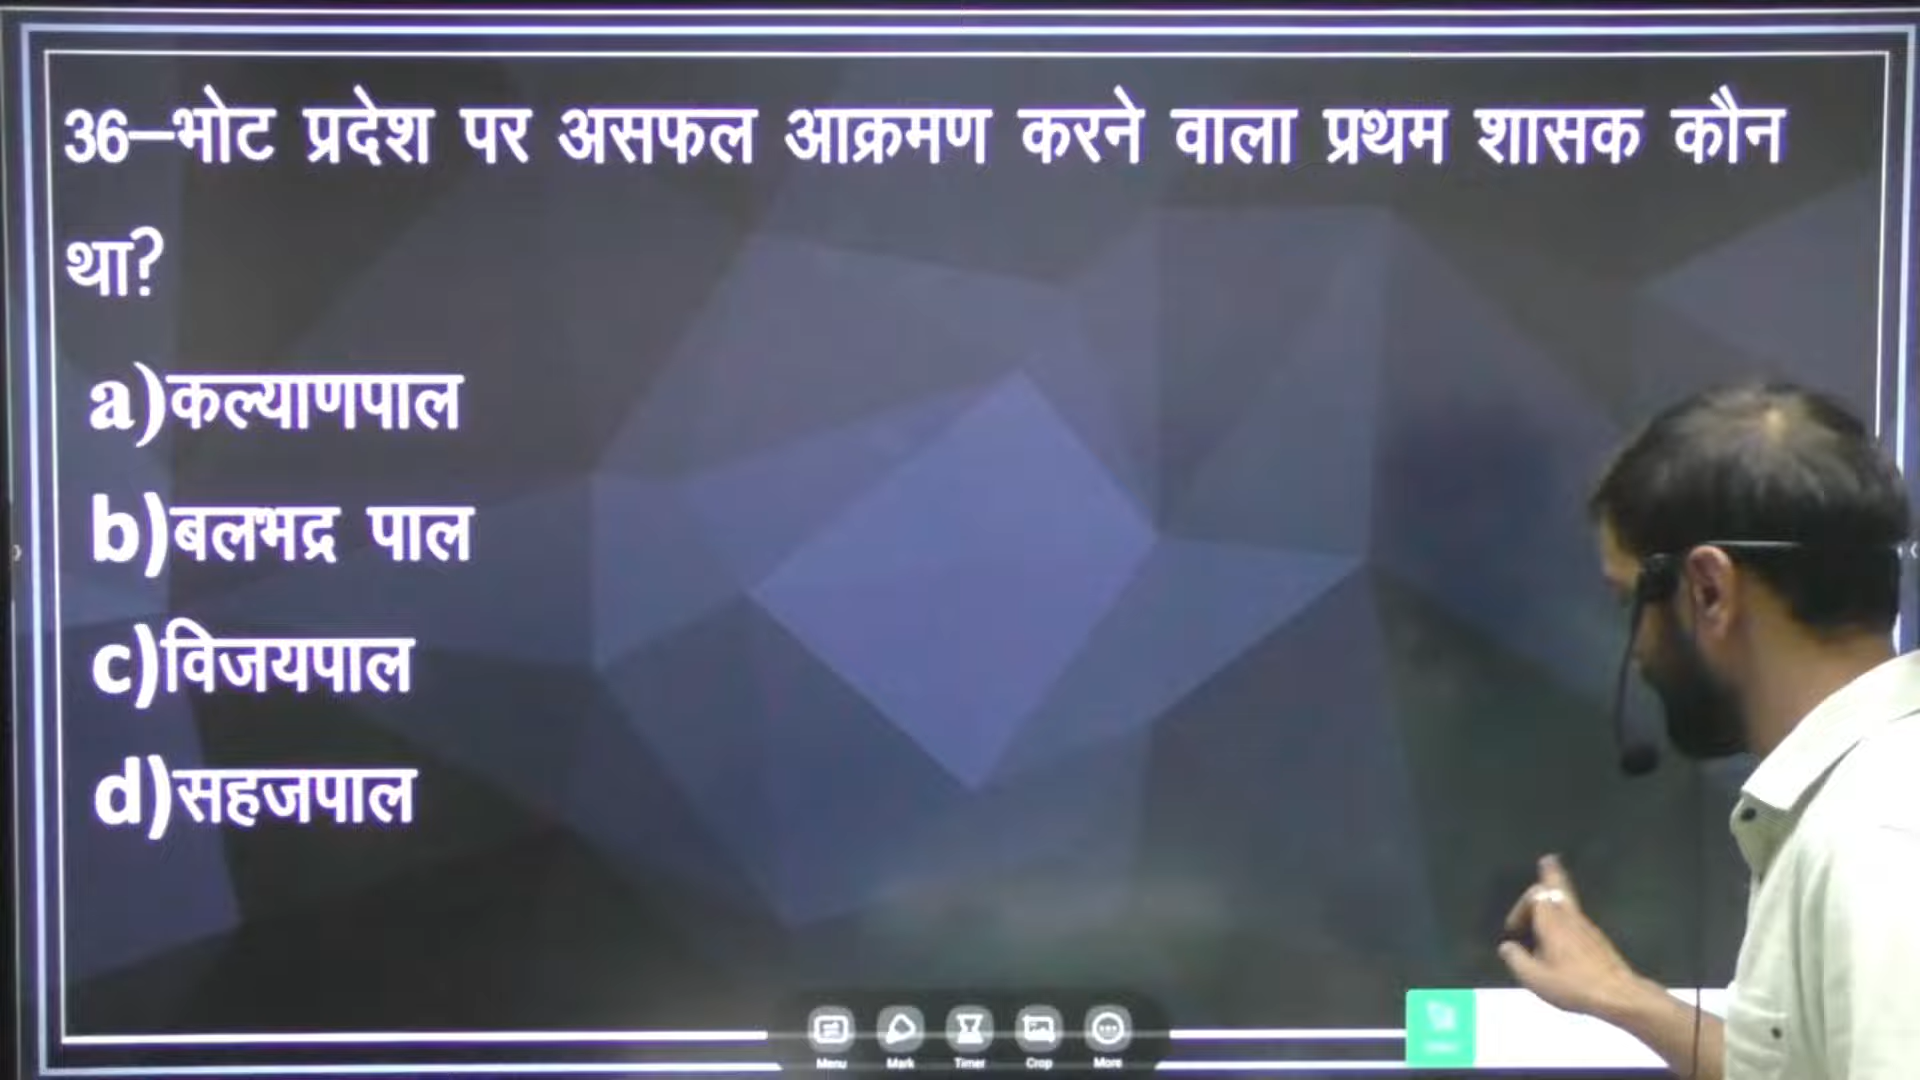 36–भोट प्रदेश पर असफल आक्रमण करने वाला प्रथम शासक कौन
था?
a)कल्याणपाल
b)बलभद्र पाल
c)विजयपाल
d)सहजपाल
Menu Mark Timer Crop More